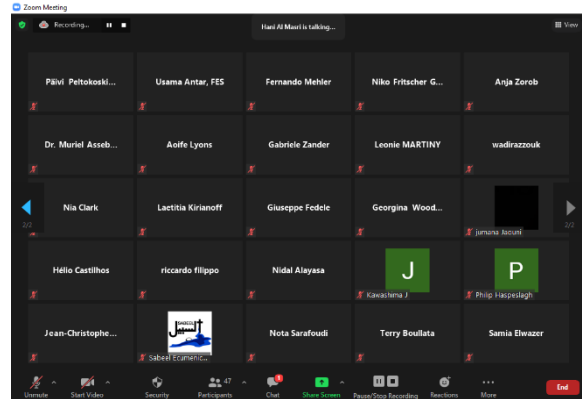 Zoom Meeting
Recording...
Hani Al Masri is talking...
View
Päivi Peltokoski...
Usama Antar, FES
Fernando Mehler
Niko Fritscher G...
Anja Zorob
Dr. Muriel Asseb...
Aoife Lyons
Gabriele Zander
Leonie MARTINY
wadirazzouk
Nia Clark
Laetitia Kirianoff
Giuseppe Fedele
Georgina Wood...
jumana Jaouni
2/2
2/2
Hélio Castilhos
riccardo filippo
Nidal Alayasa
J
Kawashima J
P
Philip Haspeslagh
Jean-Christophe...
SABEEL
السبيل
Sabeel Ecumenic...
Nota Sarafoudi
Terry Boullata
Samia Elwazer
Unmute
Start Video
Security
47
Participants
1
Chat
Share Screen
Pause/Stop Recording
Reactions
More
End